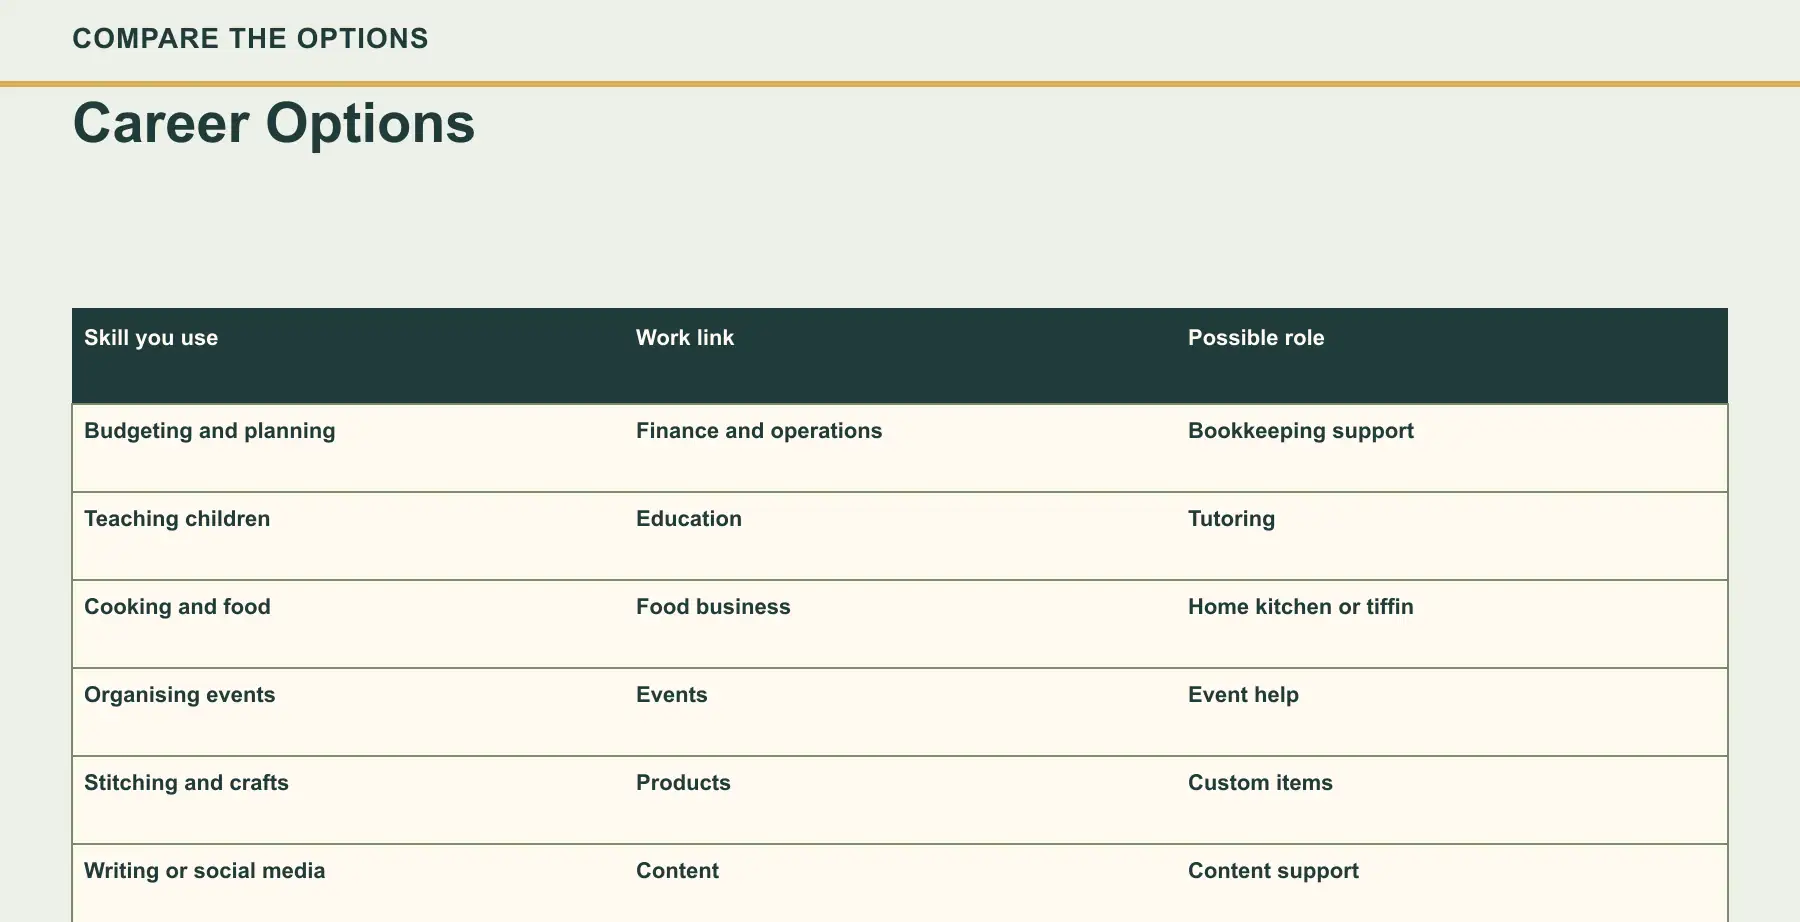 COMPARE THE OPTIONS
Career Options
Skill you use Work link Possible role
Budgeting and planning Finance and operations Bookkeeping support
Teaching children Education Tutoring
Cooking and food Food business Home kitchen or tiffin
Organising events Events Event help
Stitching and crafts Products Custom items
Writing or social media Content Content support